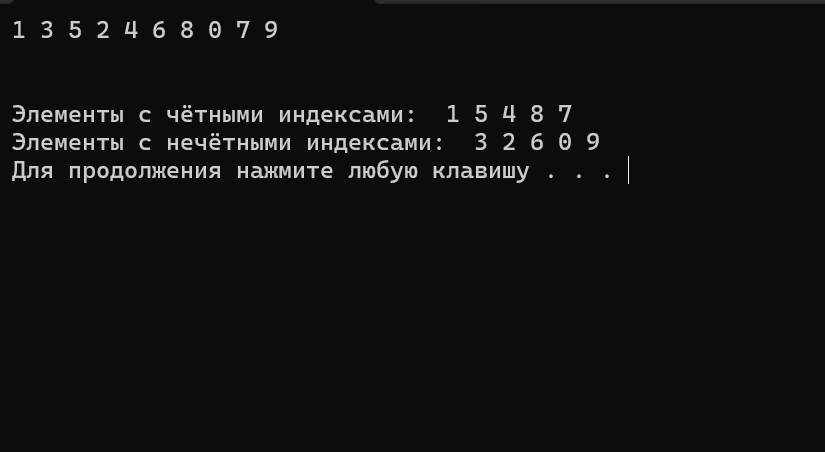 1 3 5 2 4 6 8 0 7 9
Элементы с чётными индексами:  1 5 4 8 7
Элементы с нечётными индексами:  3 2 6 0 9
Для продолжения нажмите любую клавишу . . .